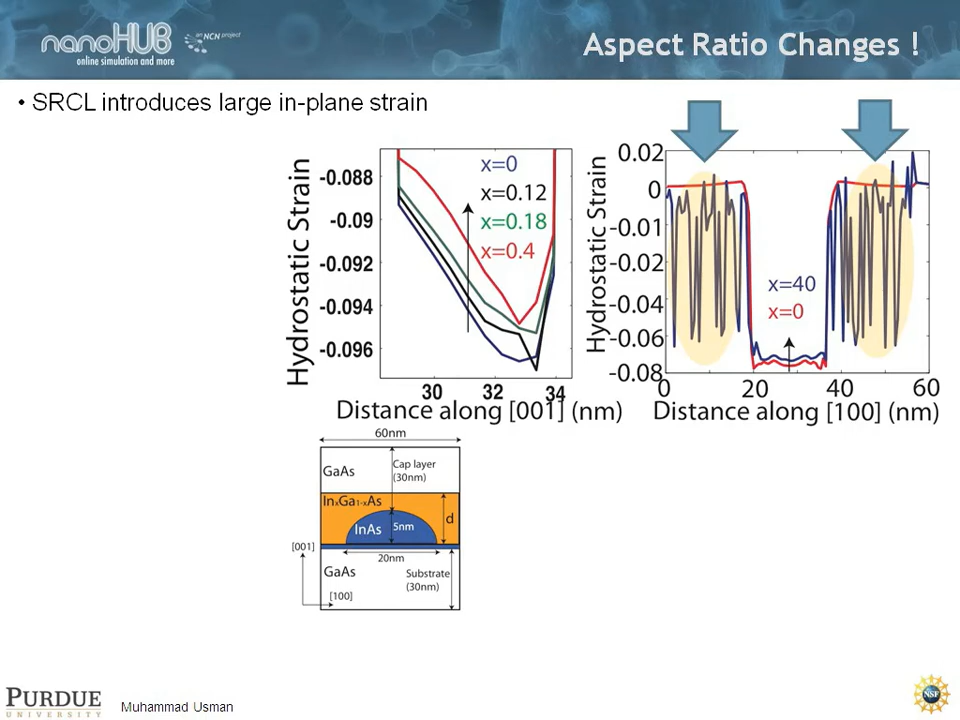 nanoHUB
an NCN project
online simulation and more
Aspect Ratio Changes !
• SRCL introduces large in-plane strain
Hydrostatic Strain
-0.088
-0.09
-0.092
-0.094
-0.096
x=0
x=0.12
x=0.18
x=0.4
30 32 34
Distance along [001] (nm)
Hydrostatic Strain
0.02
0
-0.01
-0.02
-0.04
-0.06
-0.08
x=40
x=0
0 20 40 60
Distance along [100] (nm)
60nm
GaAs
Cap layer
(30nm)
InxGa1-xAs
InAs
5nm
d
[001]
20nm
GaAs
Substrate
(30nm)
[100]
PURDUE
UNIVERSITY
Muhammad Usman
NSF